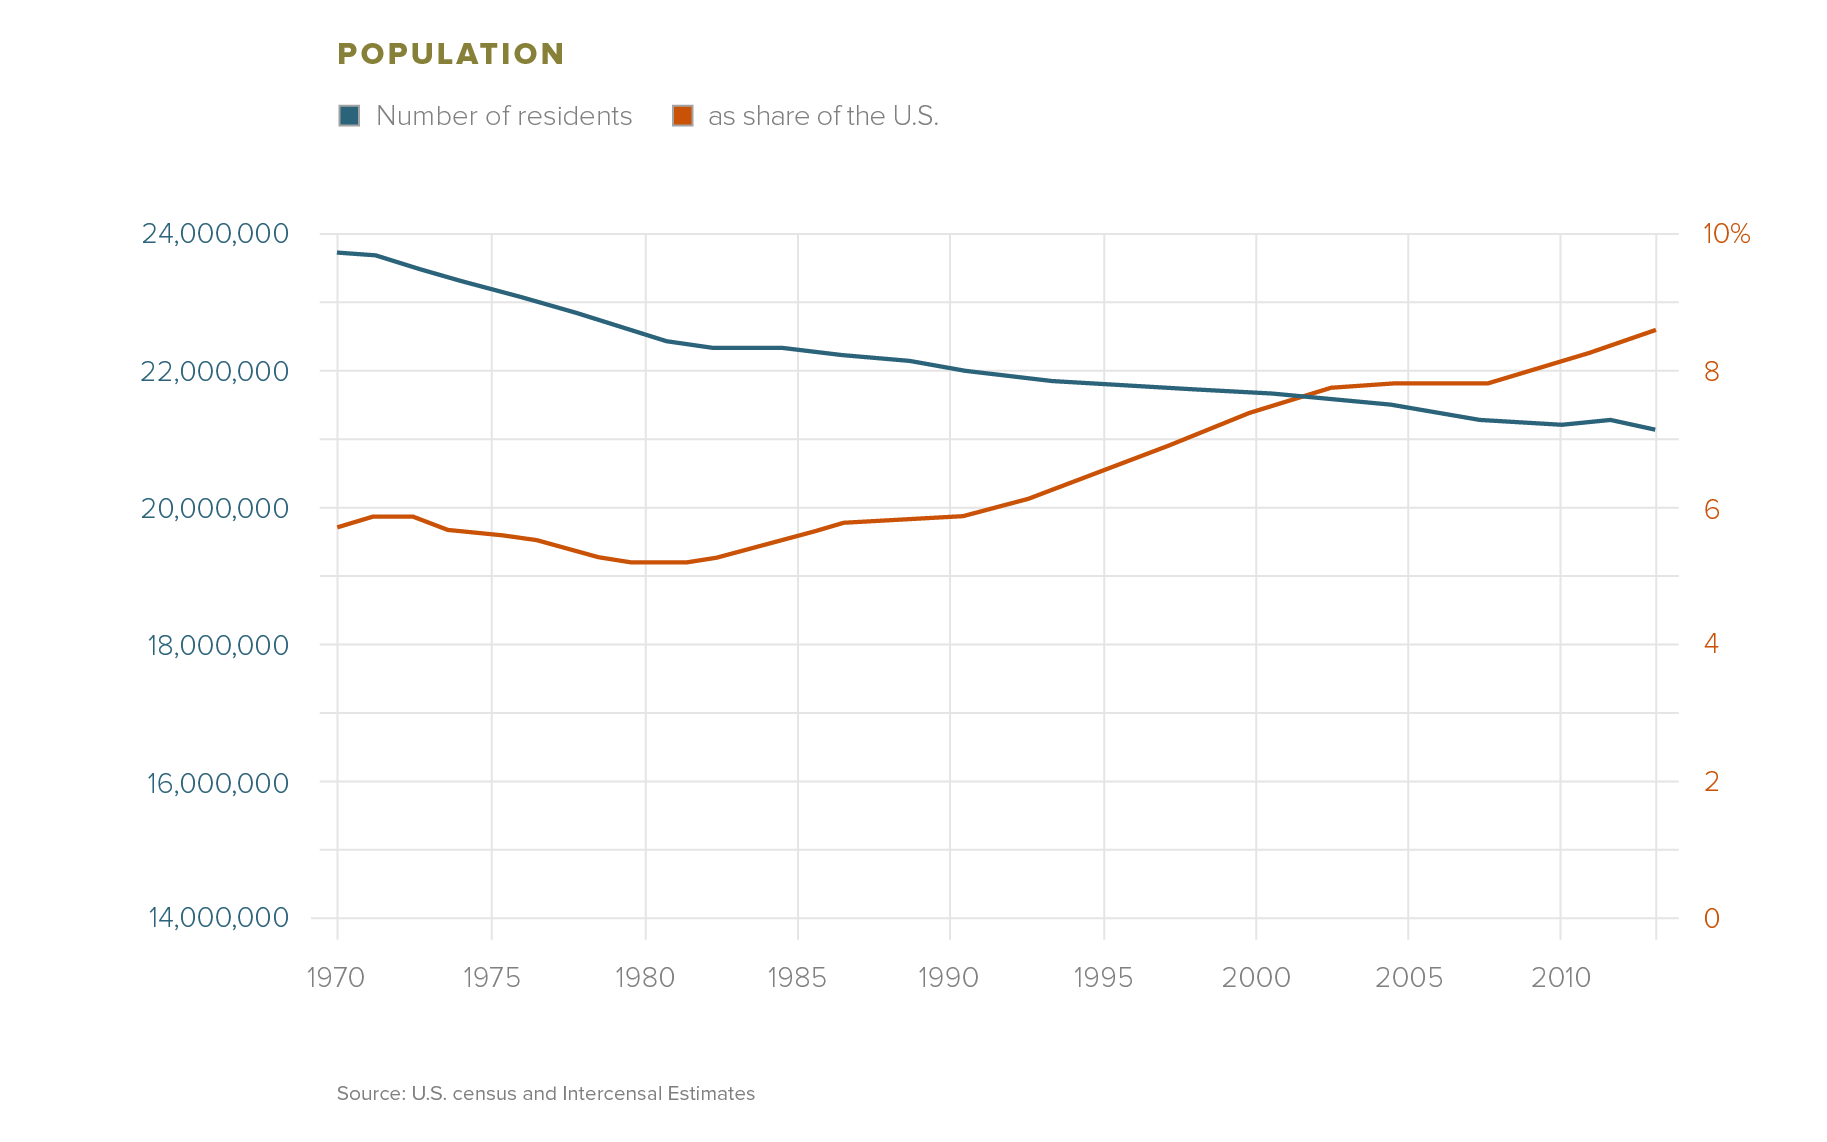 POPULATION
Number of residents as share of the U.S.
24,000,000 10%
22,000,000 8
20,000,000 6
18,000,000 4
16,000,000 2
14,000,000 0
1970 1975 1980 1985 1990 1995 2000 2005 2010
Source: U.S. census and Intercensal Estimates